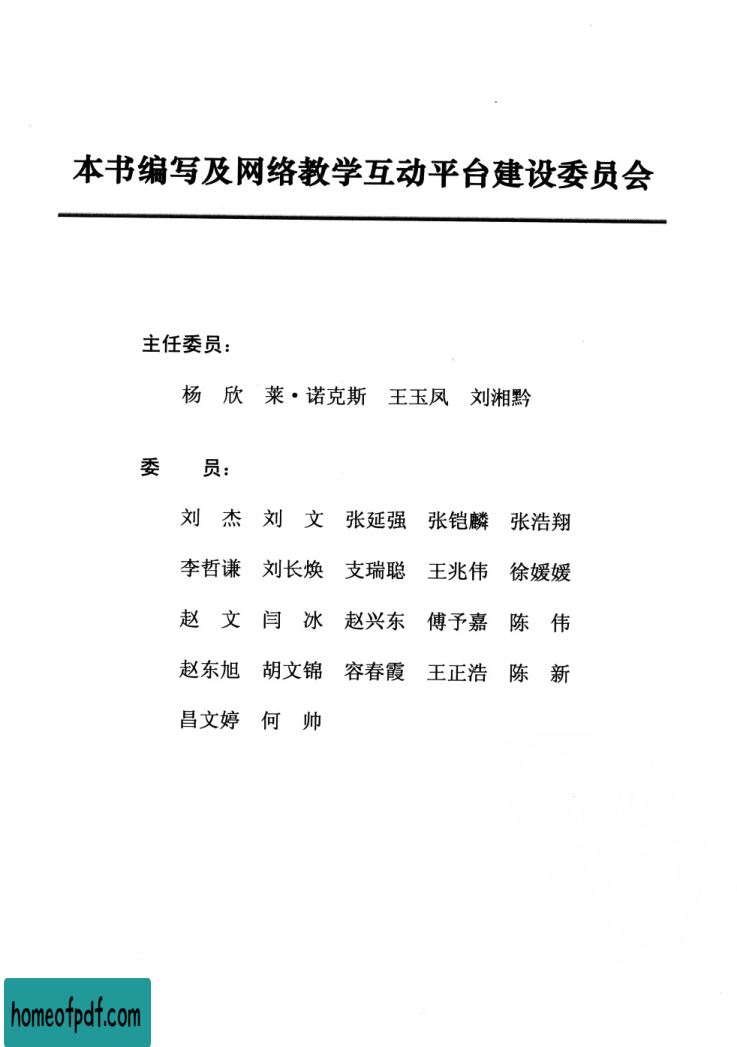 本书编写及网络教学互动平台建设委员会
主任委员：
杨　欣　莱·诺克斯　王玉凤　刘湘黔
委　　员：
刘　杰　刘　文　张延强　张铠麟　张浩翔
李哲谦　刘长焕　支瑞聪　王兆伟　徐媛媛
赵　文　闫　冰　赵兴东　傅予嘉　陈　伟
赵东旭　胡文锦　容春霞　王正浩　陈　新
昌文婷　何　帅
homeofpdf.com